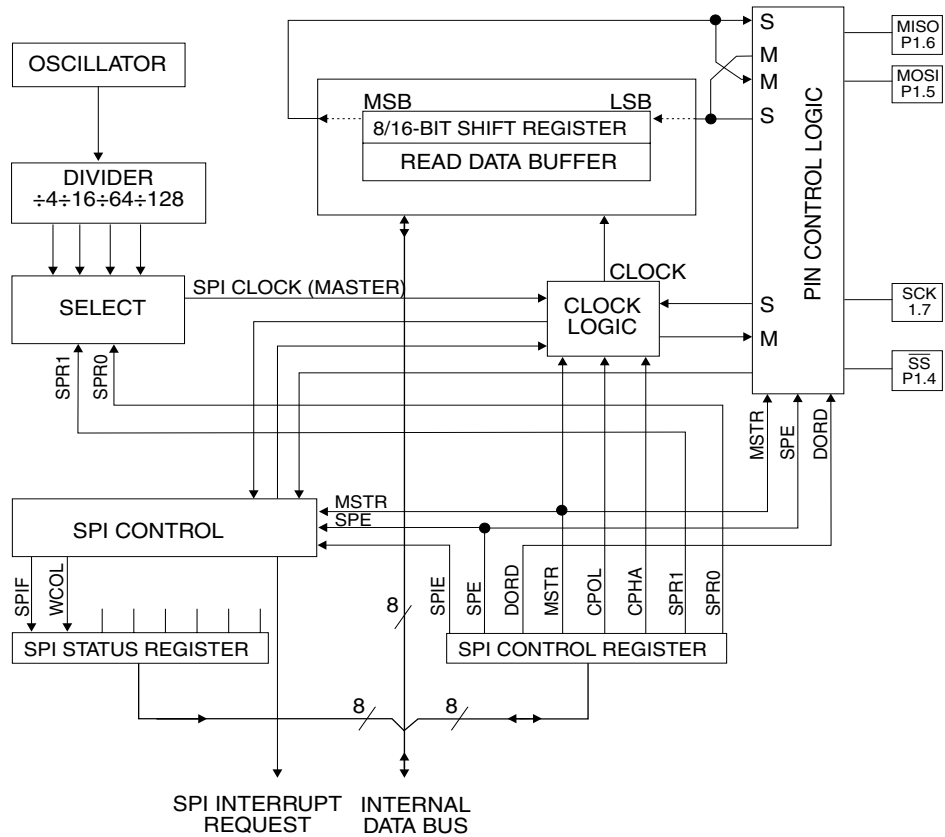 OSCILLATOR
DIVIDER
÷4÷16÷64÷128
SELECT
SPI CLOCK (MASTER)
SPR1
SPR0
MSB
LSB
8/16-BIT SHIFT REGISTER
READ DATA BUFFER
CLOCK
CLOCK
LOGIC
S
M
M
S
S
M
PIN CONTROL LOGIC
MISO
P1.6
MOSI
P1.5
SCK
1.7
SS
P1.4
MSTR
SPE
DORD
SPI CONTROL
MSTR
SPE
SPIF
WCOL
SPI STATUS REGISTER
SPIE
SPE
DORD
MSTR
CPOL
CPHA
SPR1
SPR0
SPI CONTROL REGISTER
8
8
8
SPI INTERRUPT
REQUEST
INTERNAL
DATA BUS